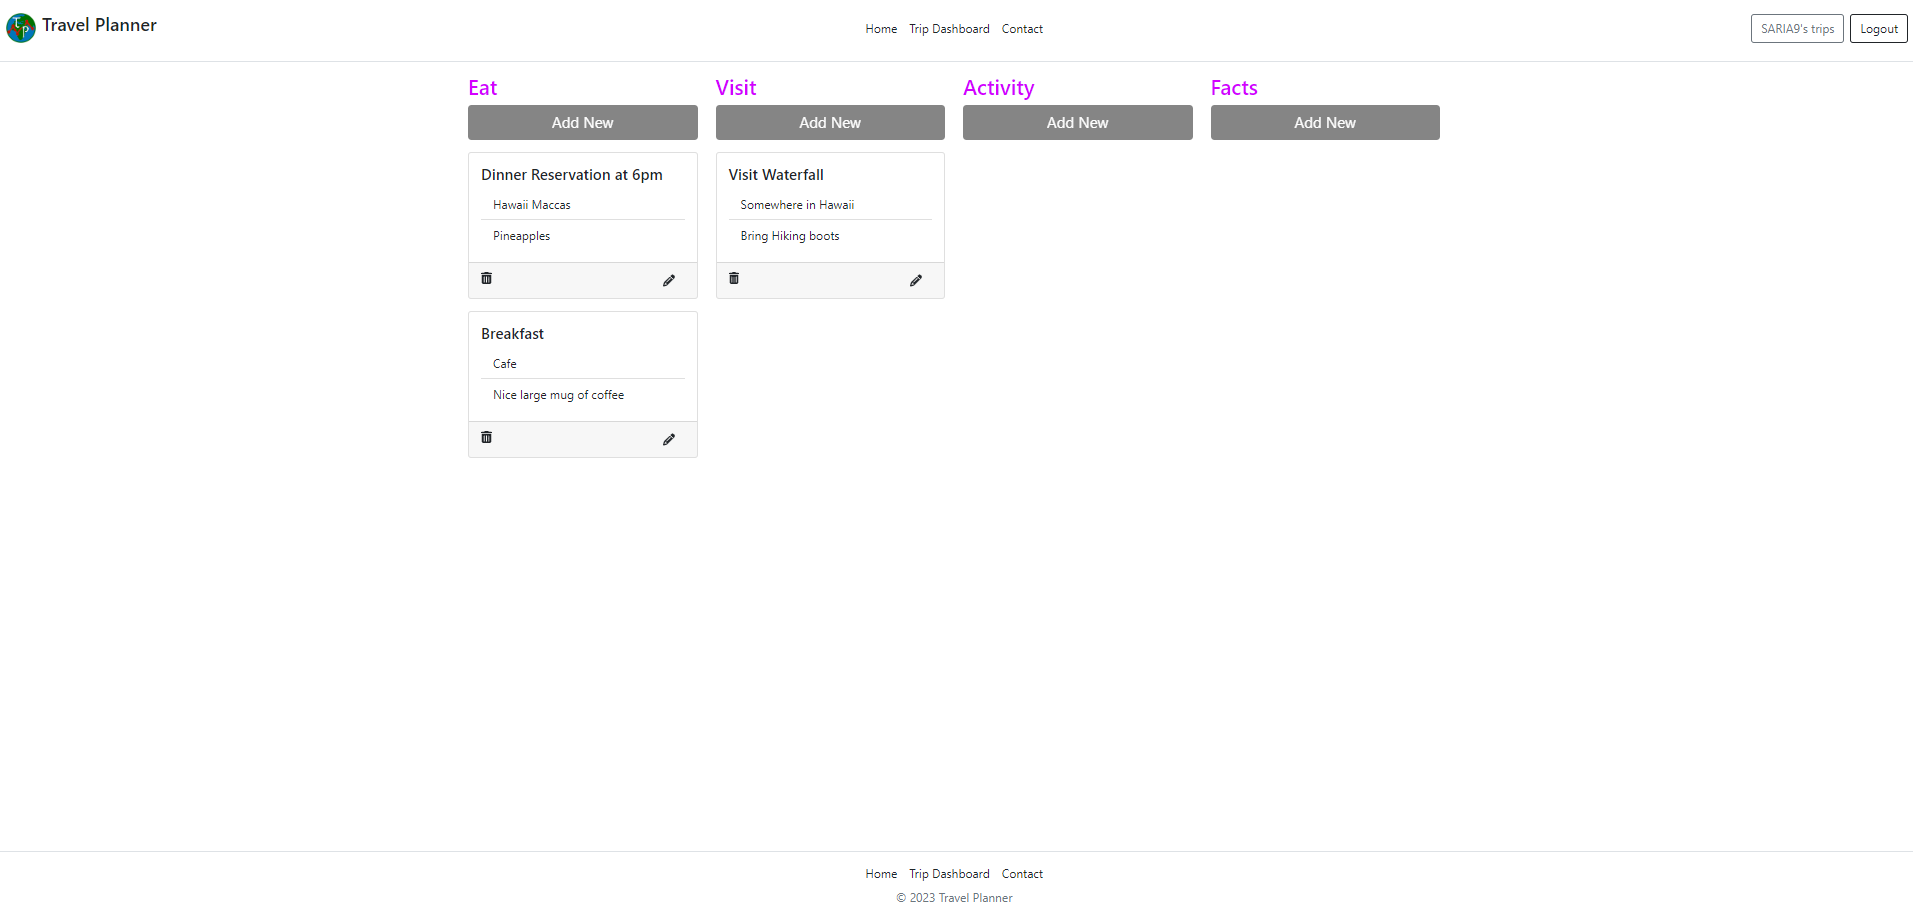 TP Travel Planner
Home Trip Dashboard Contact
SARIA9's trips Logout
Eat
Add New
Dinner Reservation at 6pm
Hawaii Maccas
Pineapples
Breakfast
Cafe
Nice large mug of coffee
Visit
Add New
Visit Waterfall
Somewhere in Hawaii
Bring Hiking boots
Activity
Add New
Facts
Add New
Home Trip Dashboard Contact
© 2023 Travel Planner